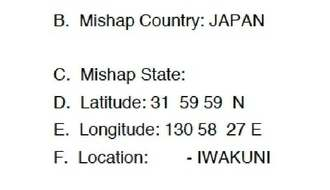 B. Mishap Country: JAPAN
C. Mishap State:
D. Latitude: 31 59 59 N
E. Longitude: 130 58 27 E
F. Location: - IWAKUNI